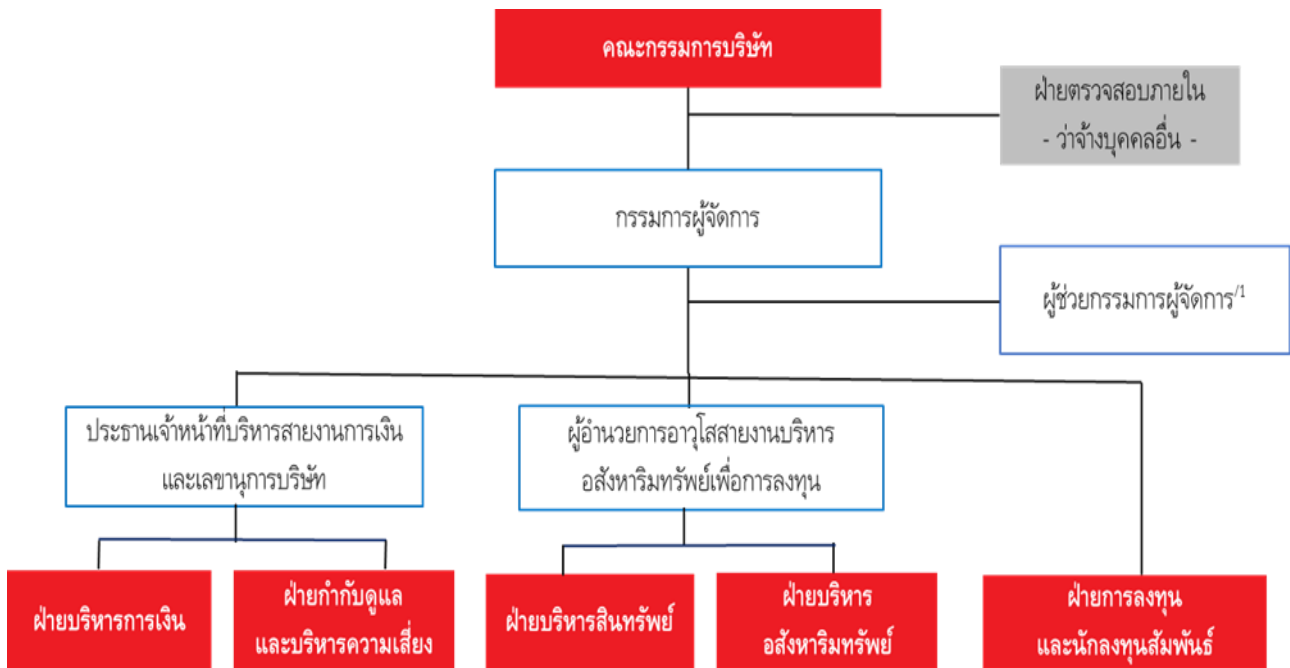 คณะกรรมการบริษัท
ฝ่ายตรวจสอบภายใน
- ว่าจ้างบุคคลอื่น -
กรรมการผู้จัดการ
ผู้ช่วยกรรมการผู้จัดการ/1
ประธานเจ้าหน้าที่บริหารสายงานการเงิน
และเลขานุการบริษัท
ผู้อำนวยการอาวุโสสายงานบริหาร
อสังหาริมทรัพย์เพื่อการลงทุน
ฝ่ายบริหารการเงิน
ฝ่ายกำกับดูแล
และบริหารความเสี่ยง
ฝ่ายบริหารสินทรัพย์
ฝ่ายบริหาร
อสังหาริมทรัพย์
ฝ่ายการลงทุน
และนักลงทุนสัมพันธ์